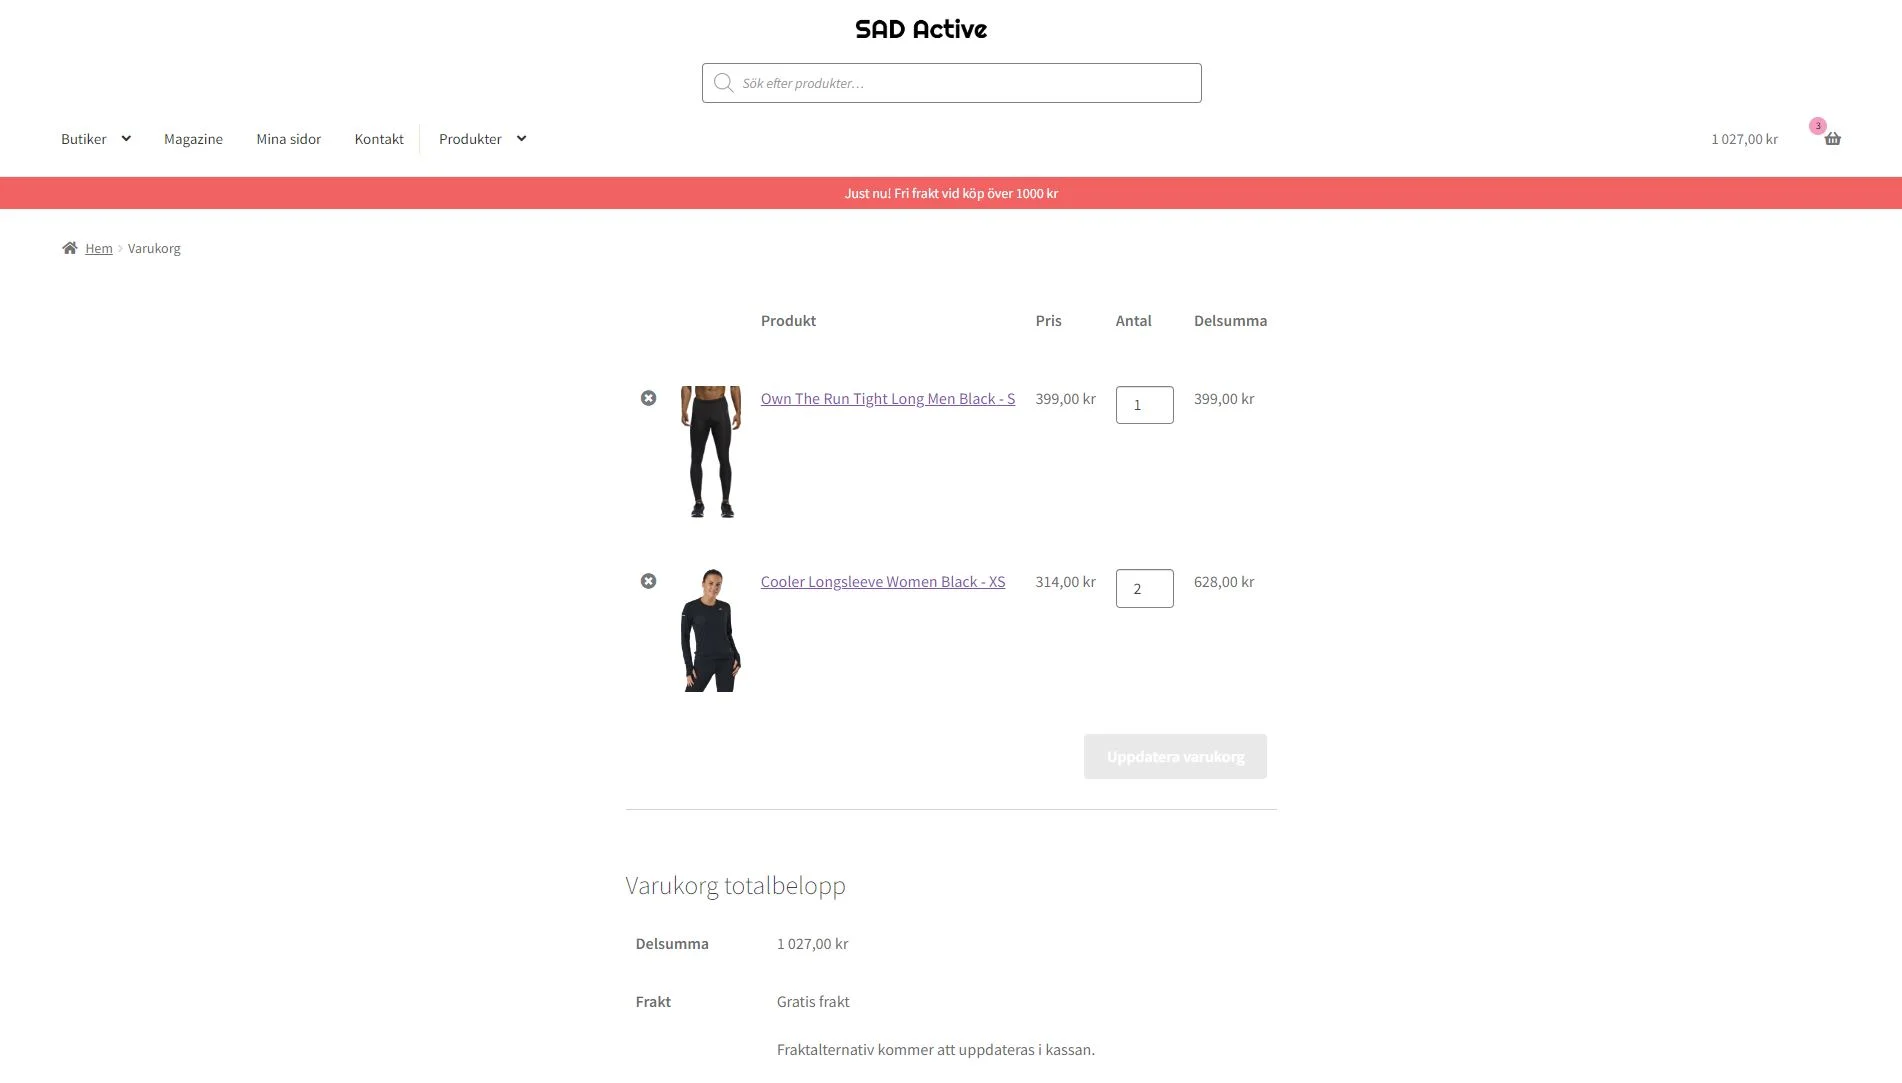 SAD Active
Sök efter produkter…
Butiker Magazine Mina sidor Kontakt Produkter 1 027,00 kr 3
Just nu! Fri frakt vid köp över 1000 kr
Hem Varukorg
Produkt Pris Antal Delsumma
Own The Run Tight Long Men Black - S 399,00 kr 1 399,00 kr
Cooler Longsleeve Women Black - XS 314,00 kr 2 628,00 kr
Uppdatera varukorg
Varukorg totalbelopp
Delsumma 1 027,00 kr
Frakt Gratis frakt
Fraktalternativ kommer att uppdateras i kassan.